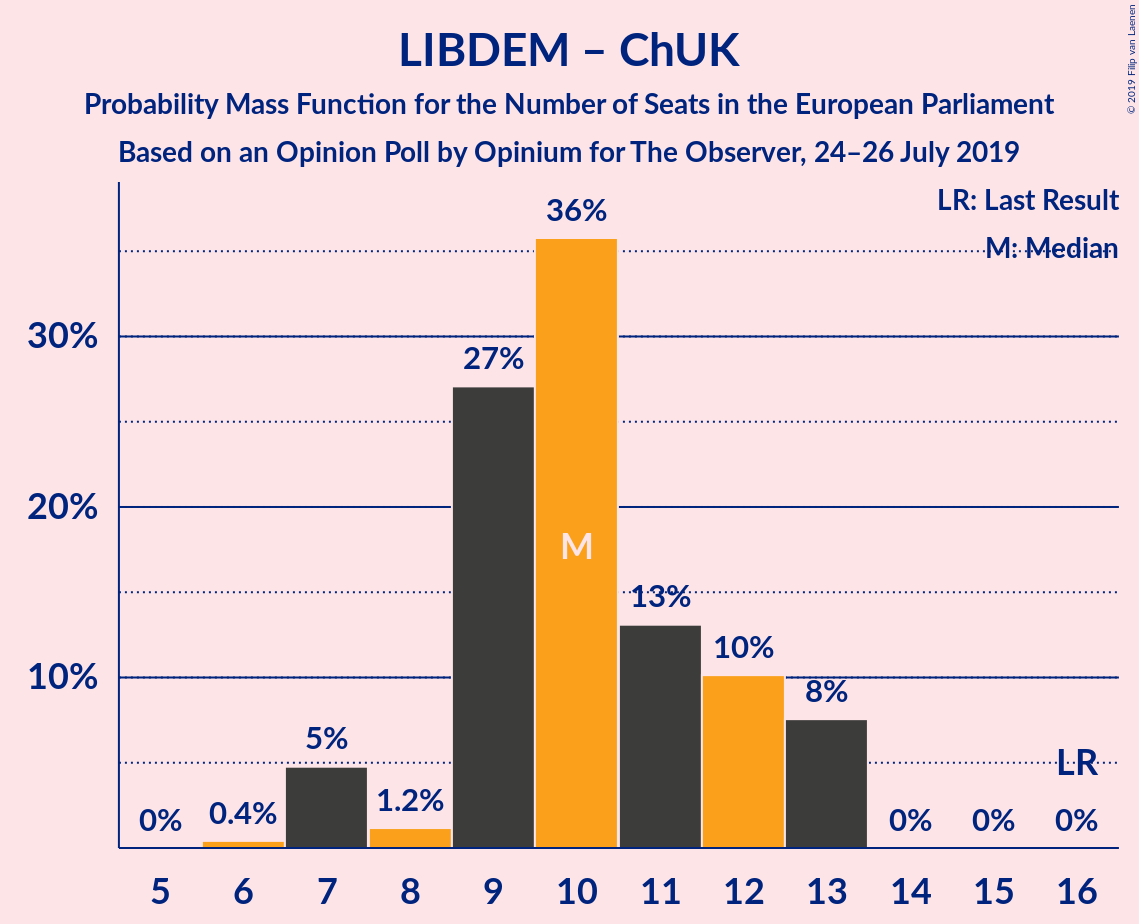 © 2019 Filip van Laenen
LIBDEM – ChUK
Probability Mass Function for the Number of Seats in the European Parliament
Based on an Opinion Poll by Opinium for The Observer, 24–26 July 2019
LR: Last Result
M: Median
36%
30%
27%
20%
M
13%
10%
10%
8%
5%
LR
1.2%
0.4%
0%
0%
0%
0%
5 6 7 8 9 10 11 12 13 14 15 16